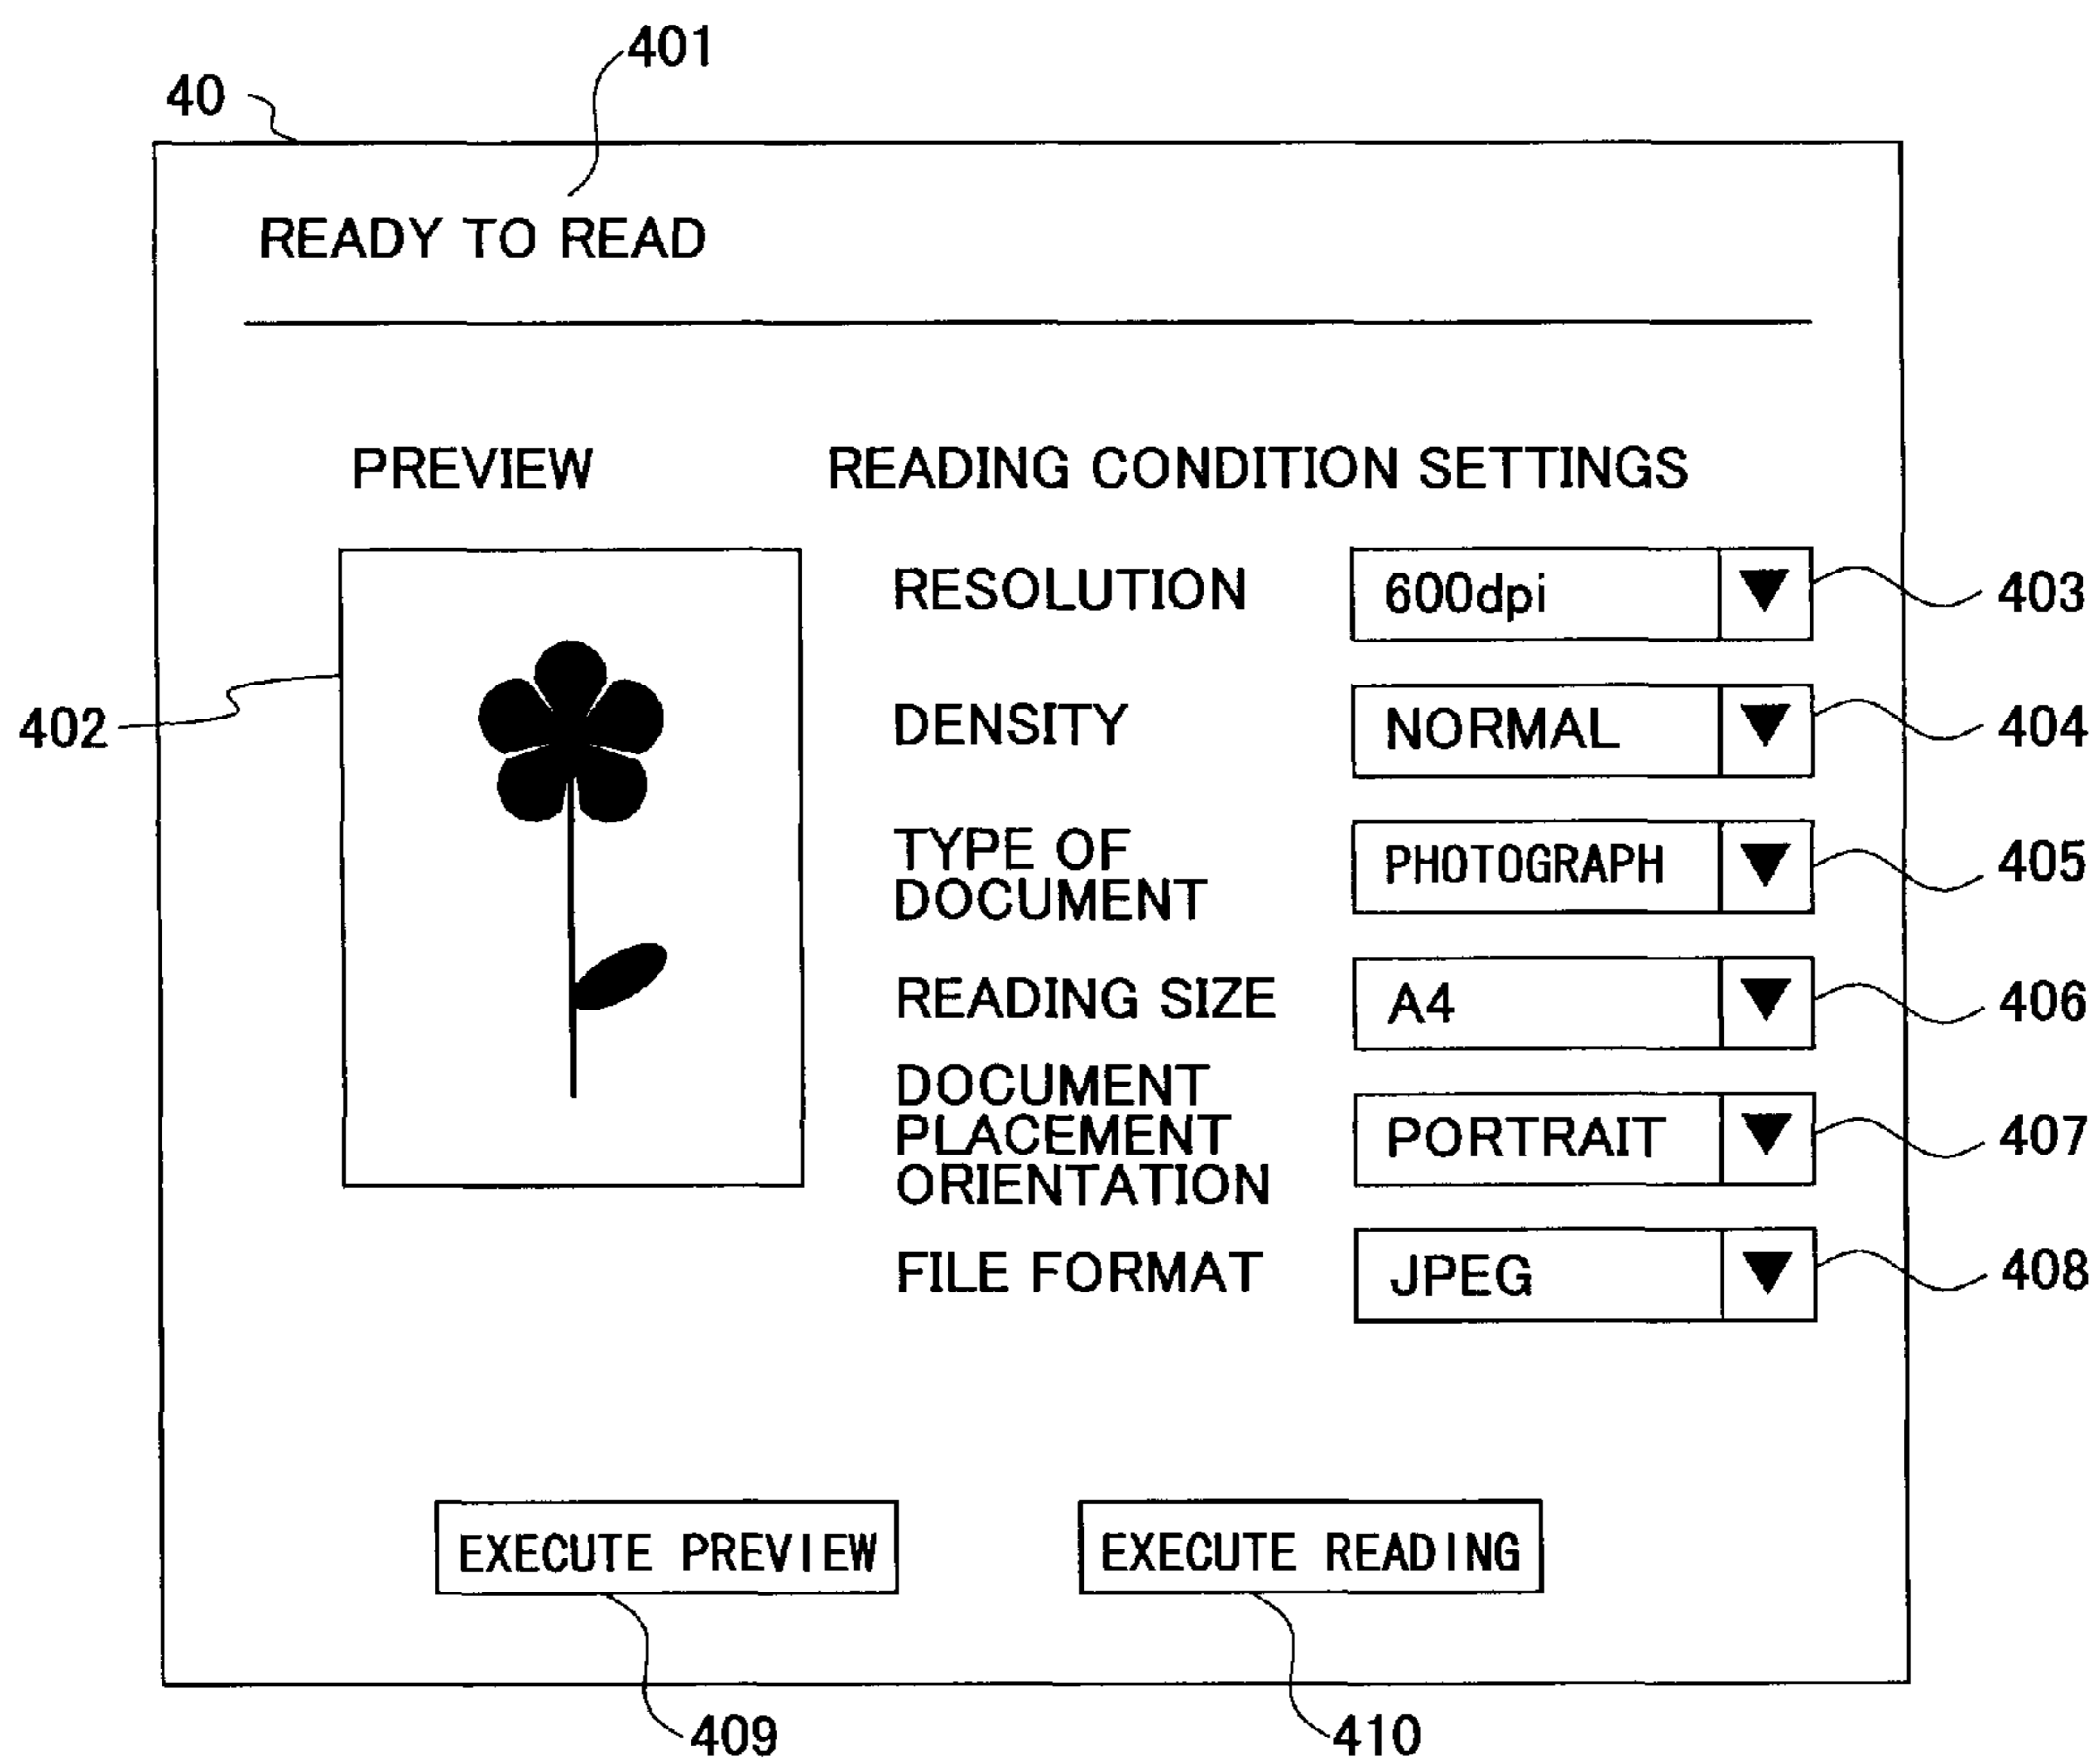 401
40
READY TO READ
PREVIEW
READING CONDITION SETTINGS
RESOLUTION
600dpi
403
402
DENSITY
NORMAL
404
TYPE OF
DOCUMENT
PHOTOGRAPH
405
READING SIZE
A4
406
DOCUMENT
PLACEMENT
ORIENTATION
PORTRAIT
407
FILE FORMAT
JPEG
408
EXECUTE PREVIEW
EXECUTE READING
409
410